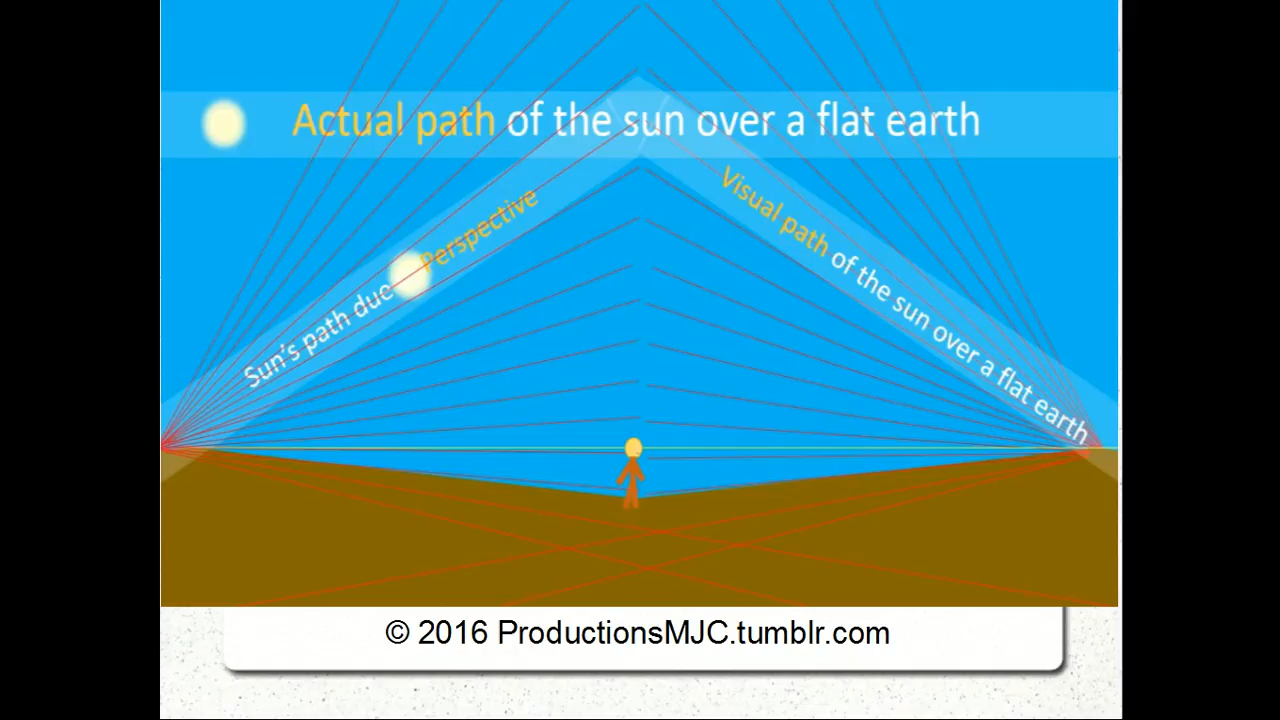 Actual path of the sun over a flat earth
Sun's path due Perspective
Visual path of the sun over a flat earth
© 2016 ProductionsMJC.tumblr.com